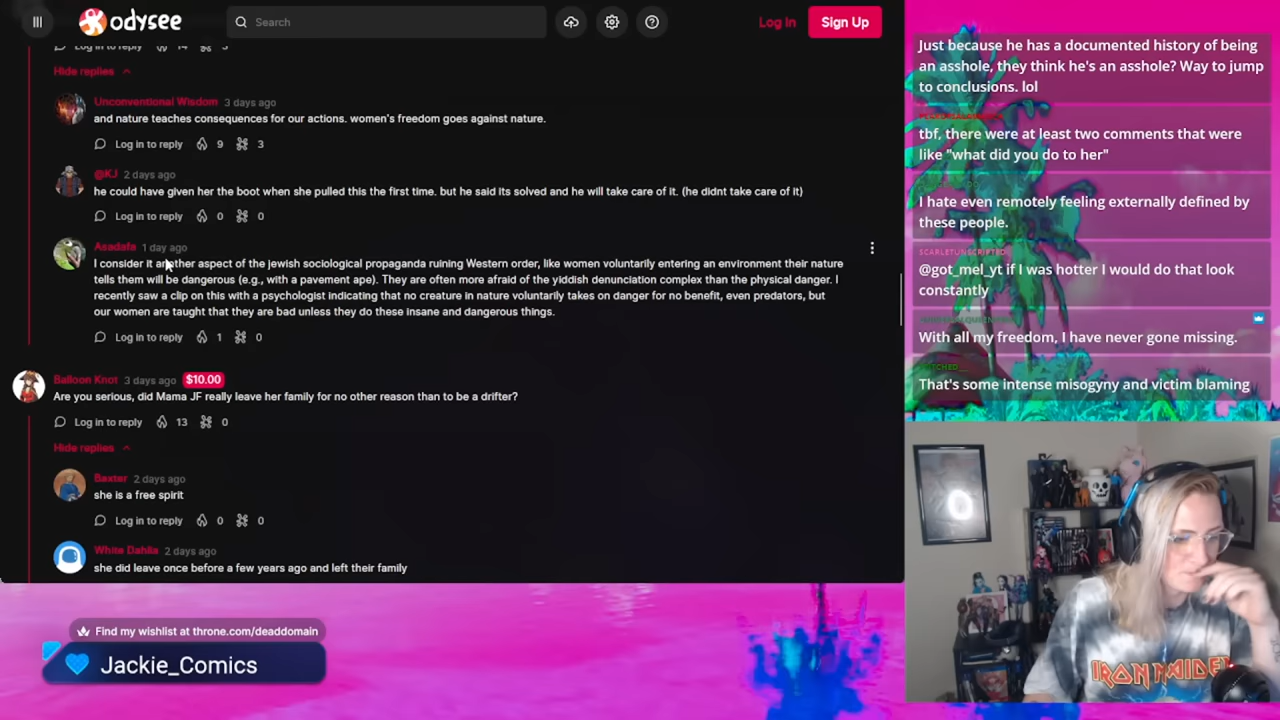 odysee
Search
Log In
Sign Up
Log in to reply 14 3
Hide replies
Unconventional Wisdom 3 days ago
and nature teaches consequences for our actions. women's freedom goes against nature.
Log in to reply 9 3
@KJ 2 days ago
he could have given her the boot when she pulled this the first time. but he said its solved and he will take care of it. (he didnt take care of it)
Log in to reply 0 0
Asadafa 1 day ago
I consider it another aspect of the jewish sociological propaganda ruining Western order, like women voluntarily entering an environment their nature
tells them will be dangerous (e.g., with a pavement ape). They are often more afraid of the yiddish denunciation complex than the physical danger. I
recently saw a clip on this with a psychologist indicating that no creature in nature voluntarily takes on danger for no benefit, even predators, but
our women are taught that they are bad unless they do these insane and dangerous things.
Log in to reply 1 0
Balloon Knot 3 days ago $10.00
Are you serious, did Mama JF really leave her family for no other reason than to be a drifter?
Log in to reply 13 0
Hide replies
Baxter 2 days ago
she is a free spirit
Log in to reply 0 0
White Dahlia 2 days ago
she did leave once before a few years ago and left their family
Just because he has a documented history of being
an asshole, they think he's an asshole? Way to jump
to conclusions. lol
tbf, there were at least two comments that were
like "what did you do to her"
I hate even remotely feeling externally defined by
these people.
SCARLETUNSCRIPTED
@got_mel_yt if I was hotter I would do that look
constantly
With all my freedom, I have never gone missing.
That's some intense misogyny and victim blaming
Find my wishlist at throne.com/deaddomain
Jackie_Comics
IRON MAIDEN